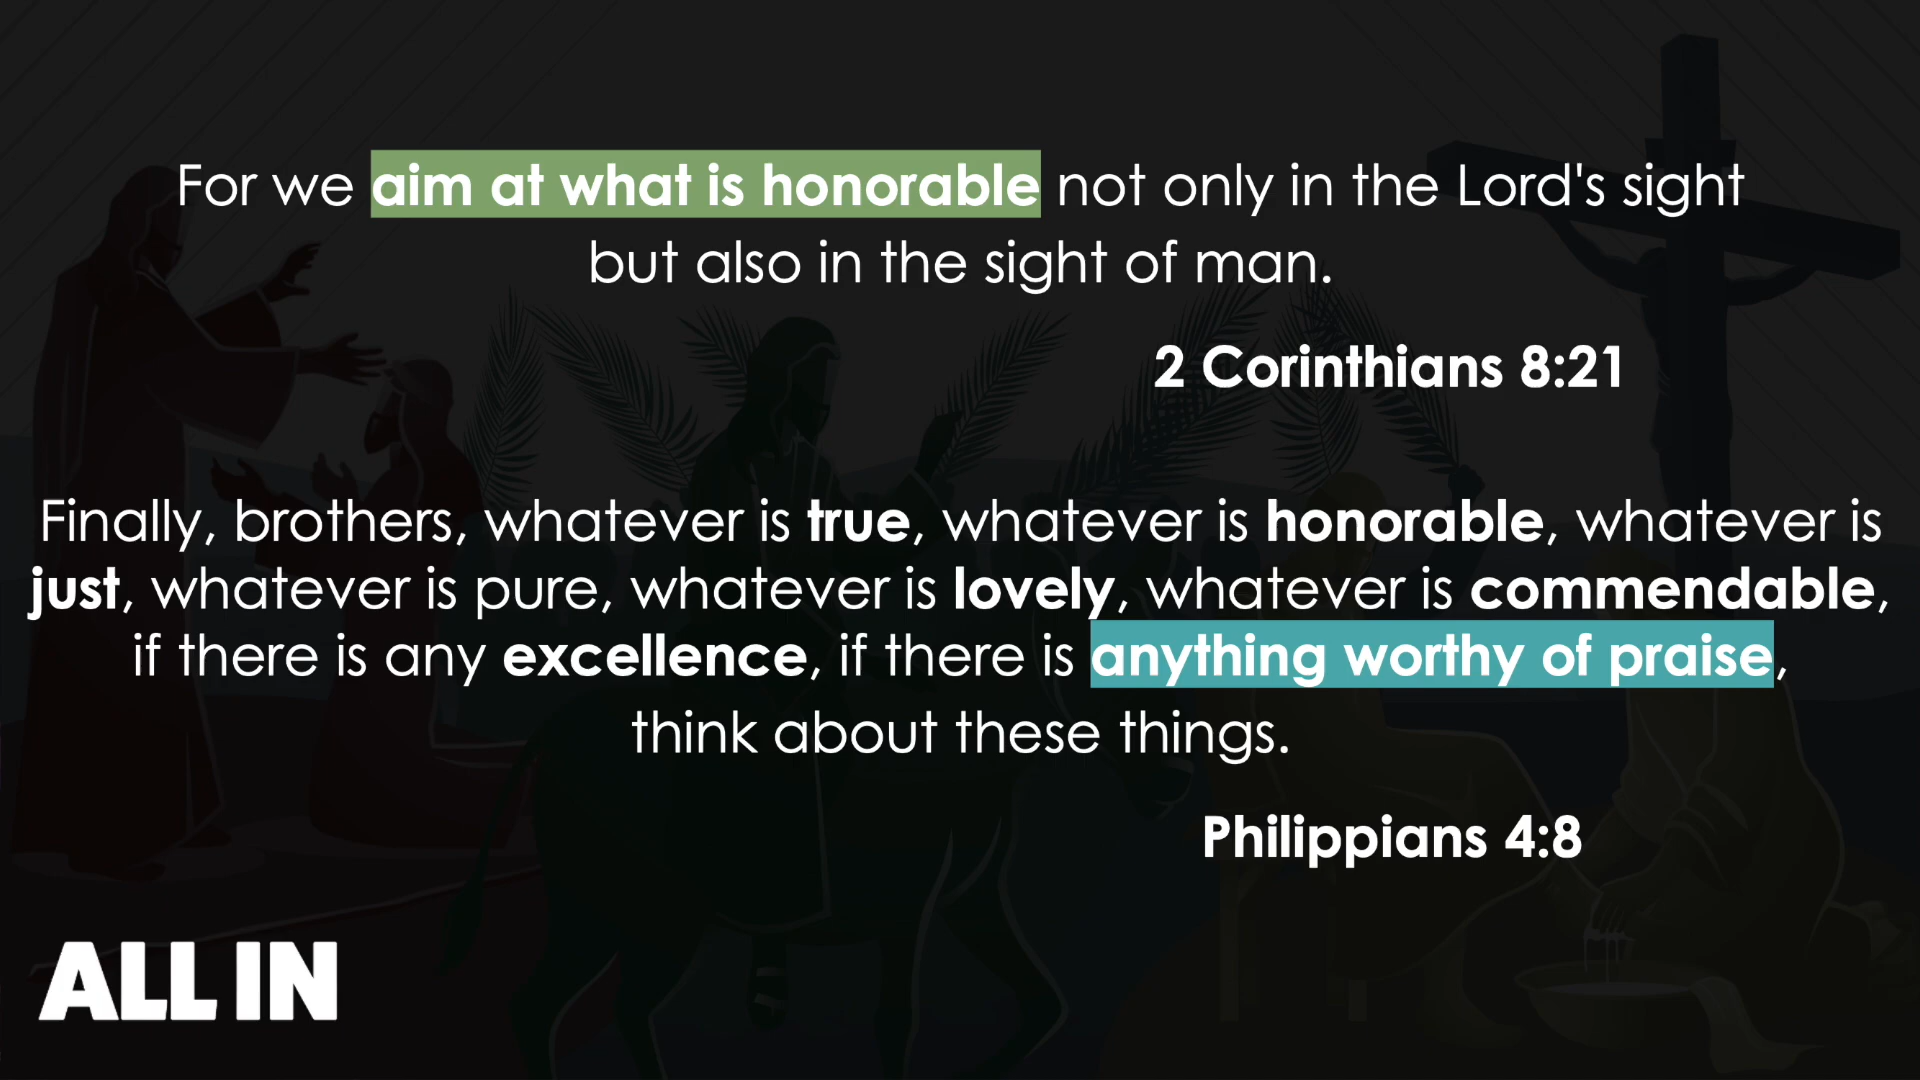 For we aim at what is honorable not only in the Lord's sight
but also in the sight of man.
2 Corinthians 8:21
Finally, brothers, whatever is true, whatever is honorable, whatever is
just, whatever is pure, whatever is lovely, whatever is commendable,
if there is any excellence, if there is anything worthy of praise,
think about these things.
Philippians 4:8
ALL IN